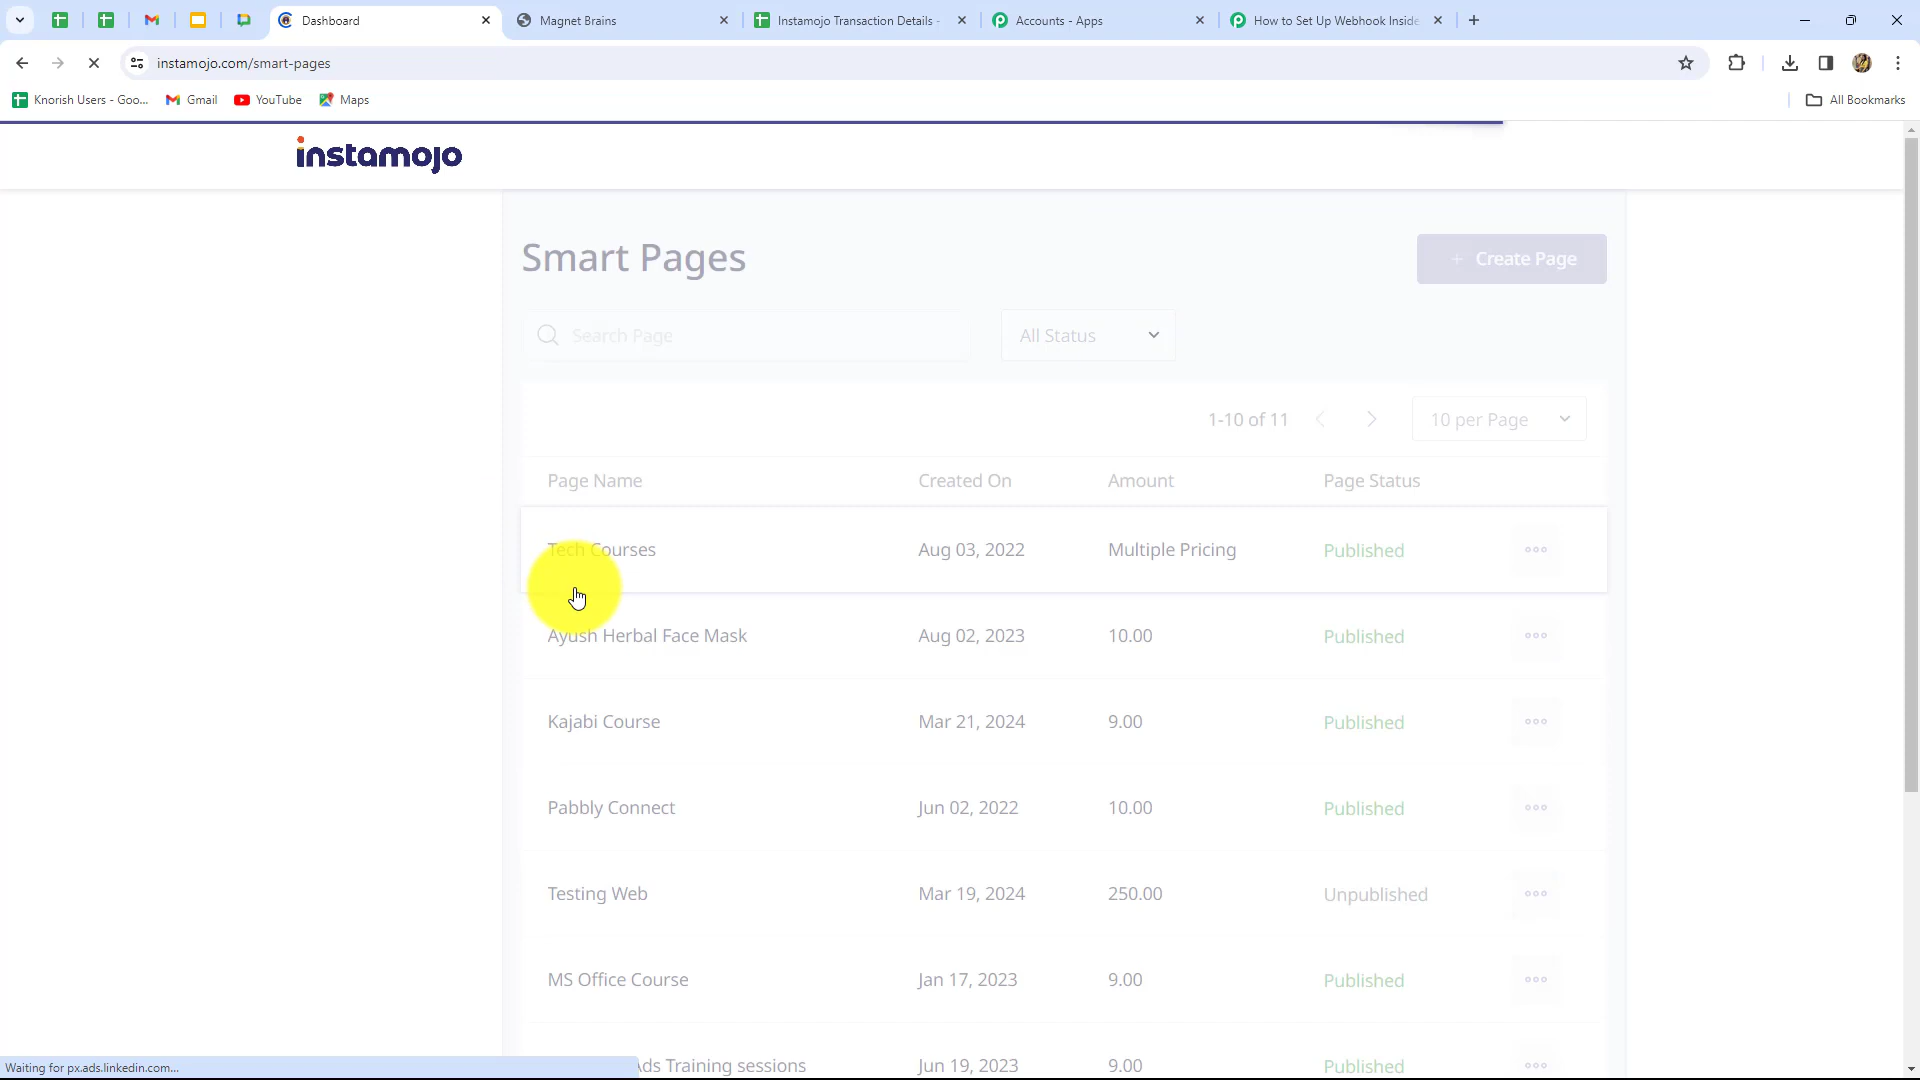 Dashboard
Magnet Brains
Instamojo Transaction Details -
Accounts - Apps
How to Set Up Webhook Inside
instamojo.com/smart-pages
Knorish Users - Goo...
Gmail
YouTube
Maps
All Bookmarks
instamojo
Smart Pages
+ Create Page
Search Page
All Status
1-10 of 11
10 per Page
Page Name Created On Amount Page Status
Tech Courses Aug 03, 2022 Multiple Pricing Published
Ayush Herbal Face Mask Aug 02, 2023 10.00 Published
Kajabi Course Mar 21, 2024 9.00 Published
Pabbly Connect Jun 02, 2022 10.00 Published
Testing Web Mar 19, 2024 250.00 Unpublished
MS Office Course Jan 17, 2023 9.00 Published
Ads Training sessions Jun 19, 2023 9.00 Published
Waiting for px.ads.linkedin.com...